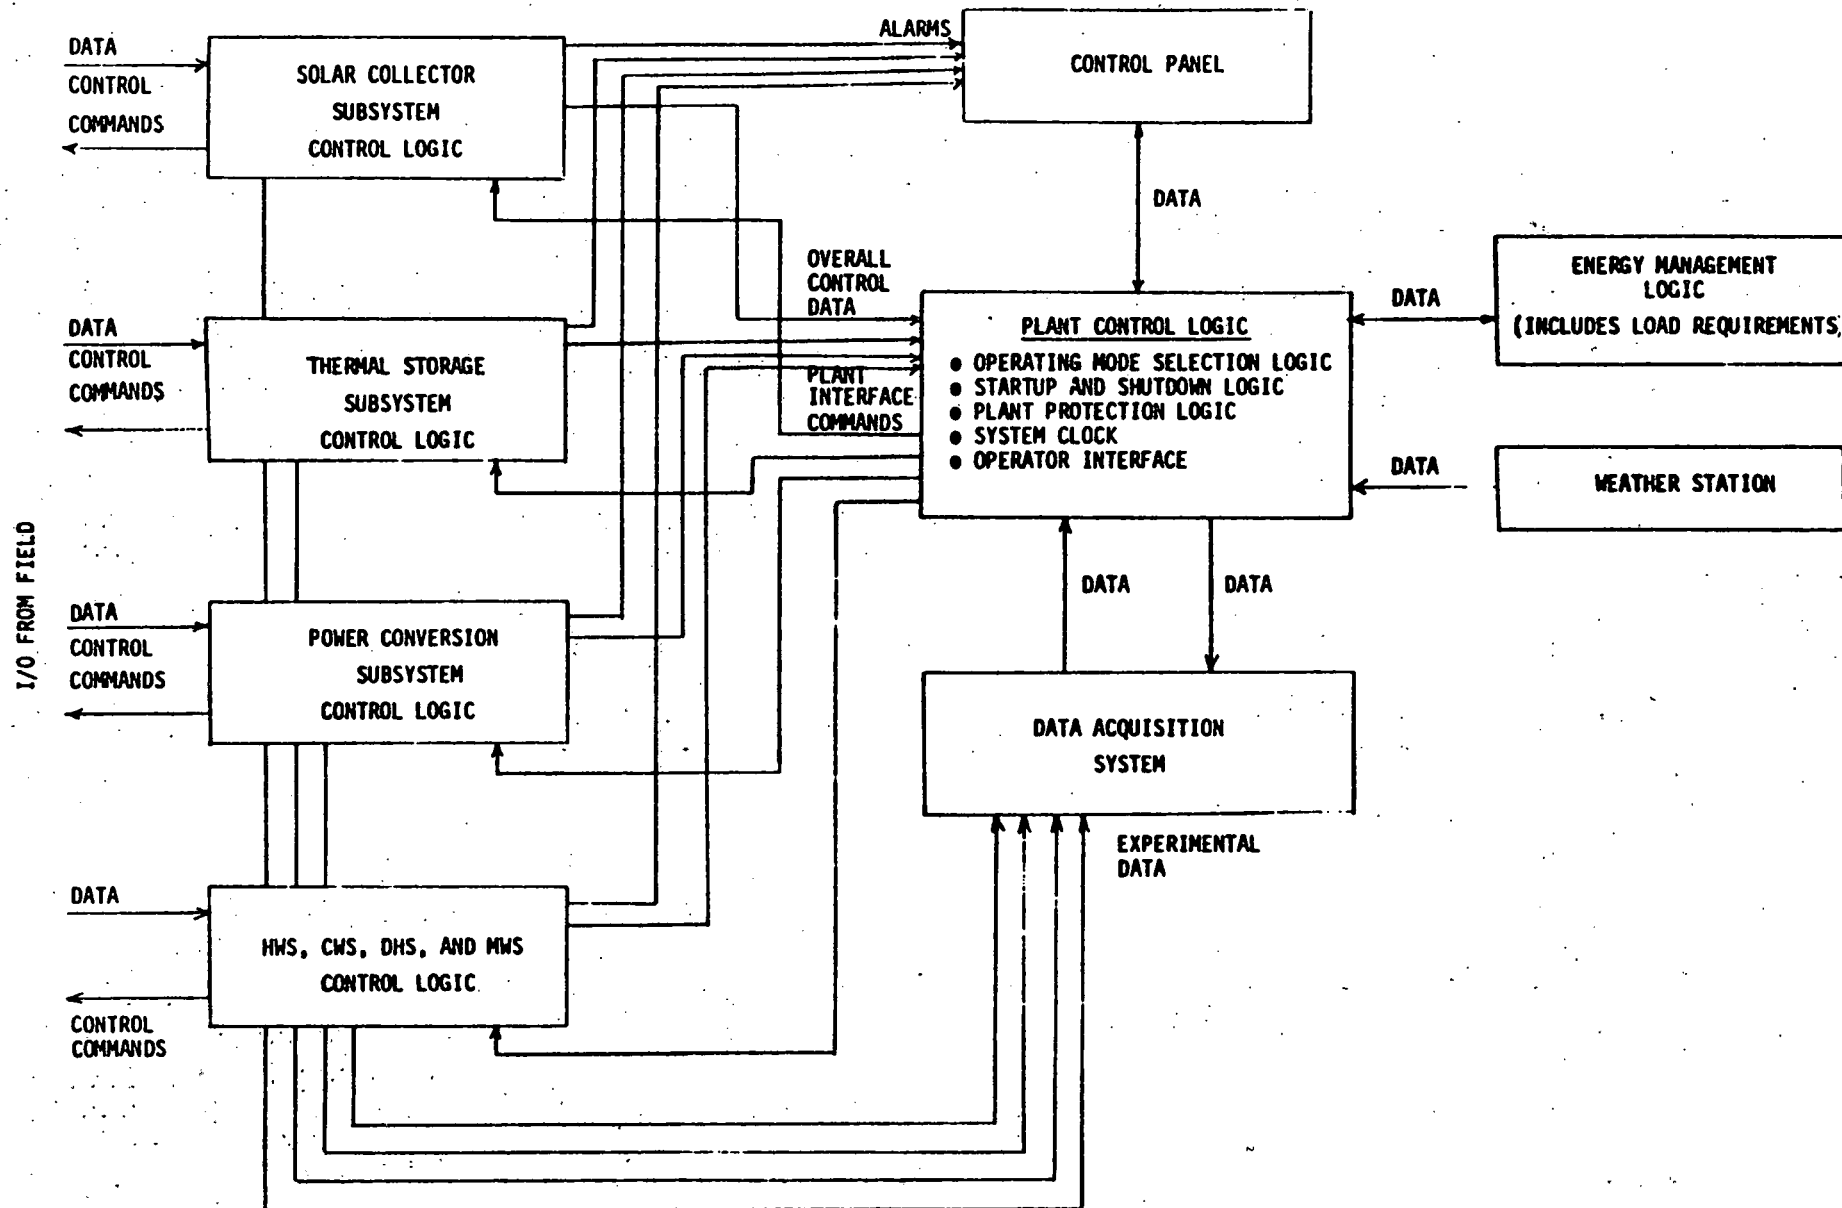 DATA
CONTROL
COMMANDS
SOLAR COLLECTOR
SUBSYSTEM
CONTROL LOGIC
ALARMS
CONTROL PANEL
DATA
OVERALL
CONTROL
DATA
ENERGY MANAGEMENT
LOGIC
(INCLUDES LOAD REQUIREMENTS)
DATA
DATA
CONTROL
COMMANDS
THERMAL STORAGE
SUBSYSTEM
CONTROL LOGIC
PLANT
INTERFACE
COMMANDS
PLANT CONTROL LOGIC
● OPERATING MODE SELECTION LOGIC
● STARTUP AND SHUTDOWN LOGIC
● PLANT PROTECTION LOGIC
● SYSTEM CLOCK
● OPERATOR INTERFACE
DATA
WEATHER STATION
I/O FROM FIELD
DATA
CONTROL
COMMANDS
POWER CONVERSION
SUBSYSTEM
CONTROL LOGIC
DATA
DATA
DATA ACQUISITION
SYSTEM
EXPERIMENTAL
DATA
DATA
HWS, CWS, DHS, AND MWS
CONTROL LOGIC
CONTROL
COMMANDS